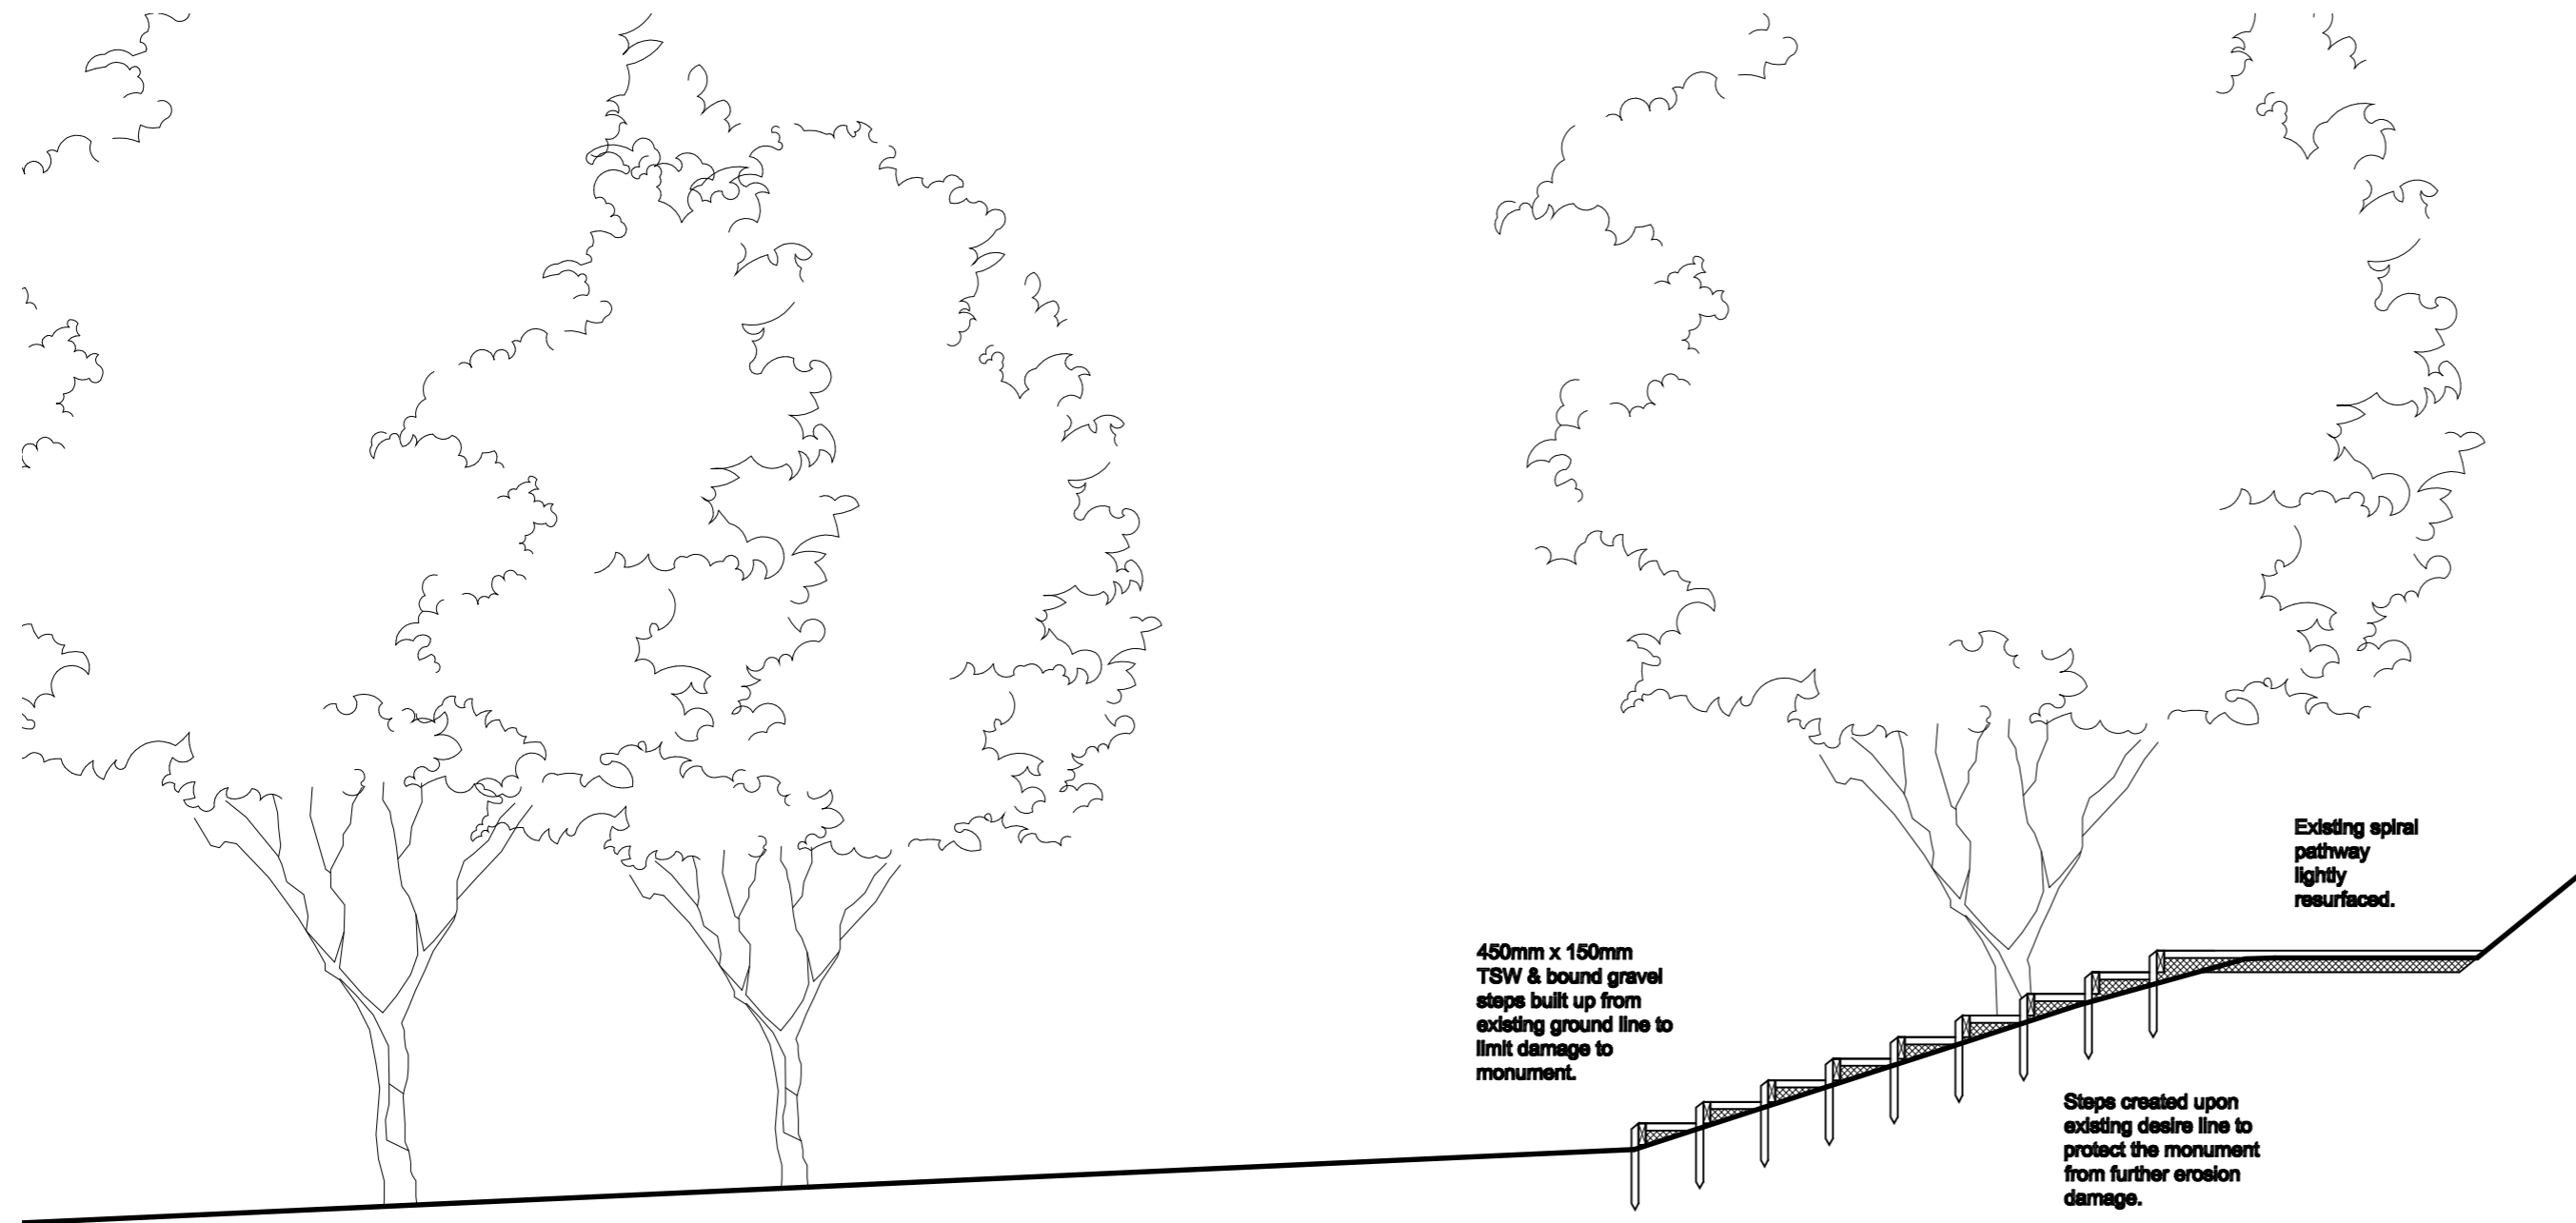 450mm x 150mm
TSW & bound gravel
steps built up from
existing ground line to
limit damage to
monument.
Existing spiral
pathway
lightly
resurfaced.
Steps created upon
existing desire line to
protect the monument
from further erosion
damage.